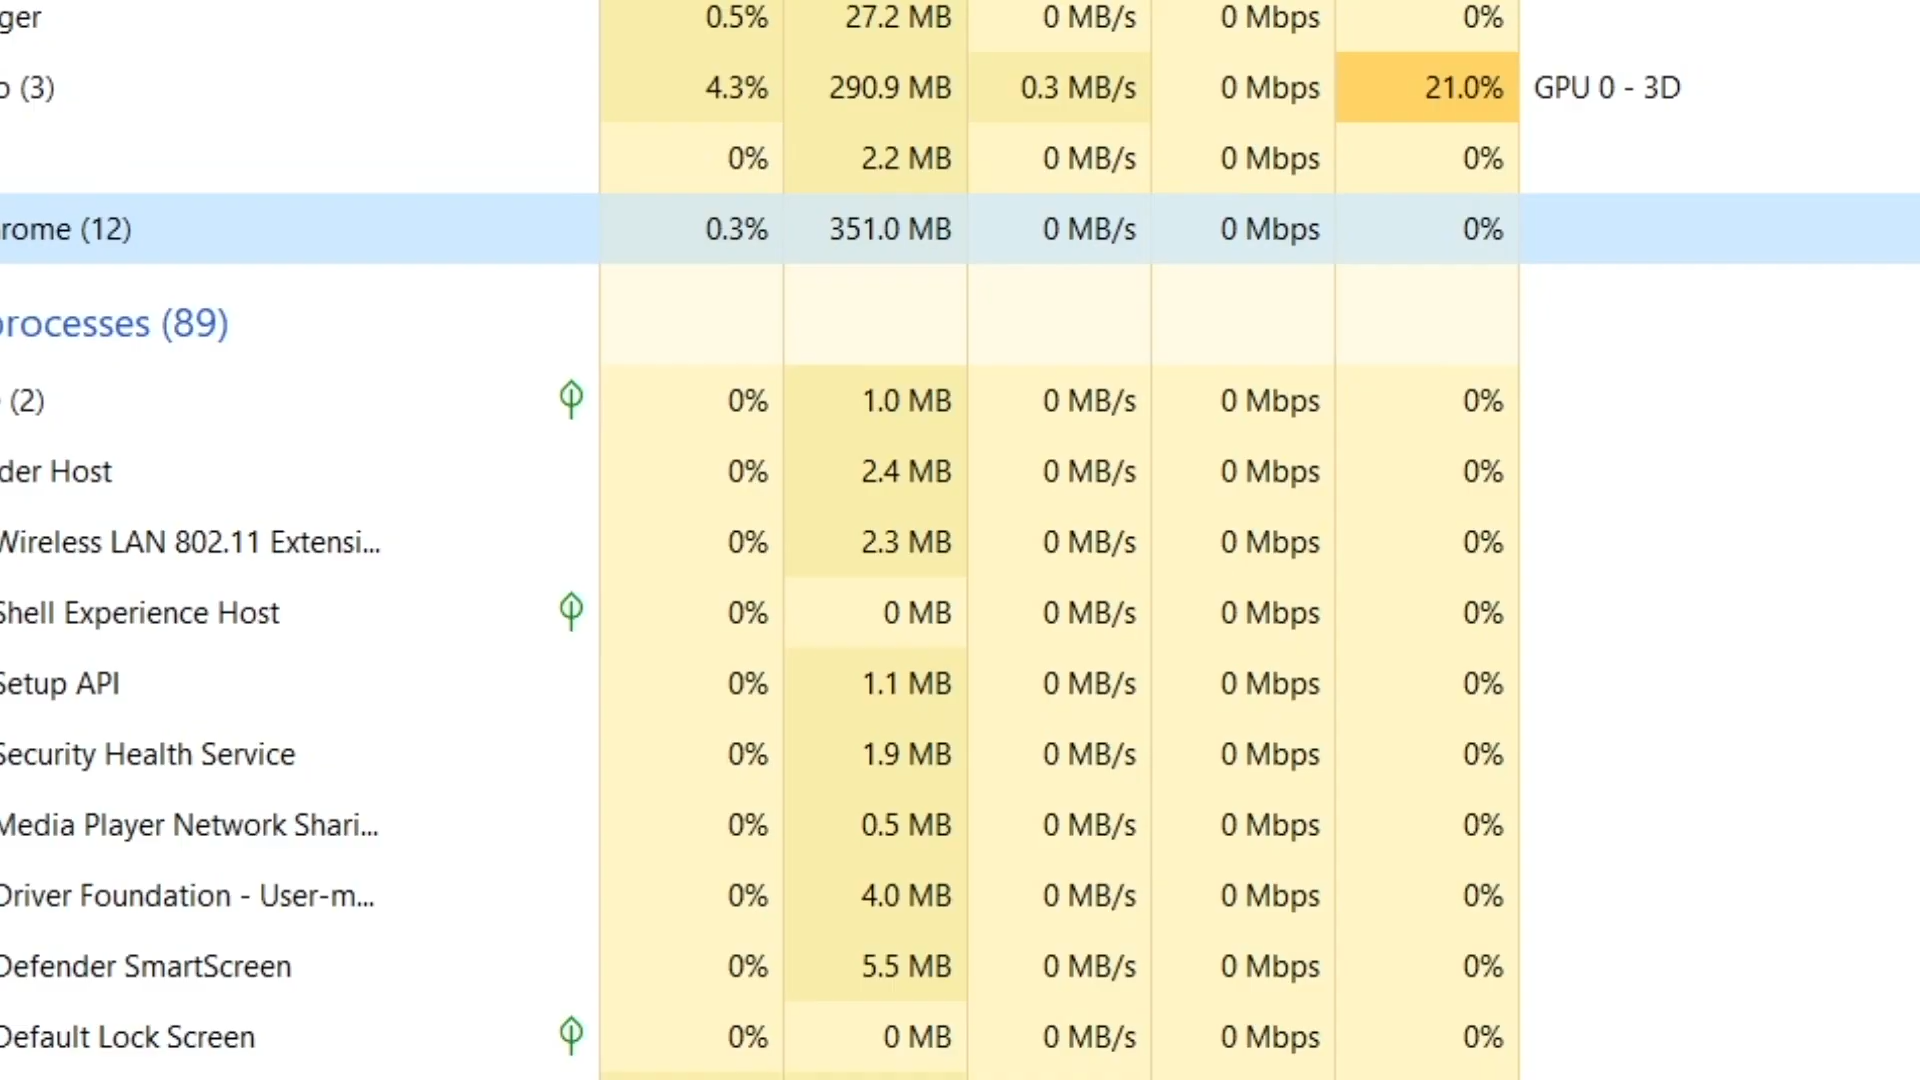 ger 0.5% 27.2 MB 0 MB/s 0 Mbps 0%
o (3) 4.3% 290.9 MB 0.3 MB/s 0 Mbps 21.0% GPU 0 - 3D
0% 2.2 MB 0 MB/s 0 Mbps 0%
rome (12) 0.3% 351.0 MB 0 MB/s 0 Mbps 0%
processes (89)
(2) 0% 1.0 MB 0 MB/s 0 Mbps 0%
der Host 0% 2.4 MB 0 MB/s 0 Mbps 0%
Wireless LAN 802.11 Extensi... 0% 2.3 MB 0 MB/s 0 Mbps 0%
Shell Experience Host 0% 0 MB 0 MB/s 0 Mbps 0%
Setup API 0% 1.1 MB 0 MB/s 0 Mbps 0%
Security Health Service 0% 1.9 MB 0 MB/s 0 Mbps 0%
Media Player Network Shari... 0% 0.5 MB 0 MB/s 0 Mbps 0%
Driver Foundation - User-m... 0% 4.0 MB 0 MB/s 0 Mbps 0%
Defender SmartScreen 0% 5.5 MB 0 MB/s 0 Mbps 0%
Default Lock Screen 0% 0 MB 0 MB/s 0 Mbps 0%